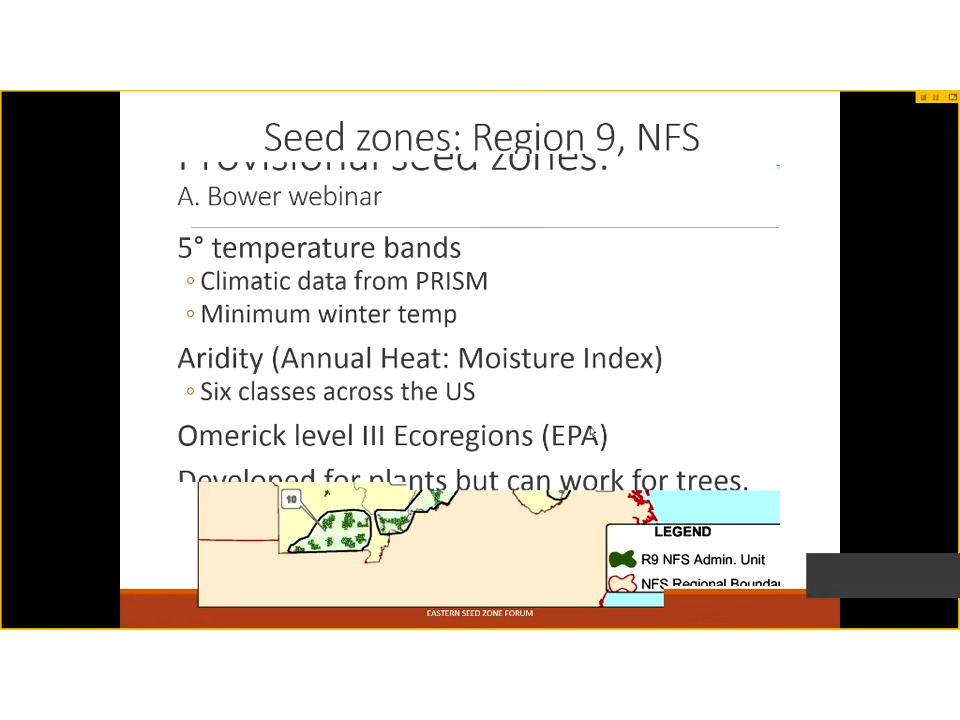 Seed zones: Region 9, NFS
Provisional seed zones:
A. Bower webinar
5° temperature bands
◦ Climatic data from PRISM
◦ Minimum winter temp
Aridity (Annual Heat: Moisture Index)
◦ Six classes across the US
Omerick level III Ecoregions (EPA)
Developed for plants but can work for trees.
10
LEGEND
R9 NFS Admin. Unit
NFS Regional Boundar
EASTERN SEED ZONE FORUM